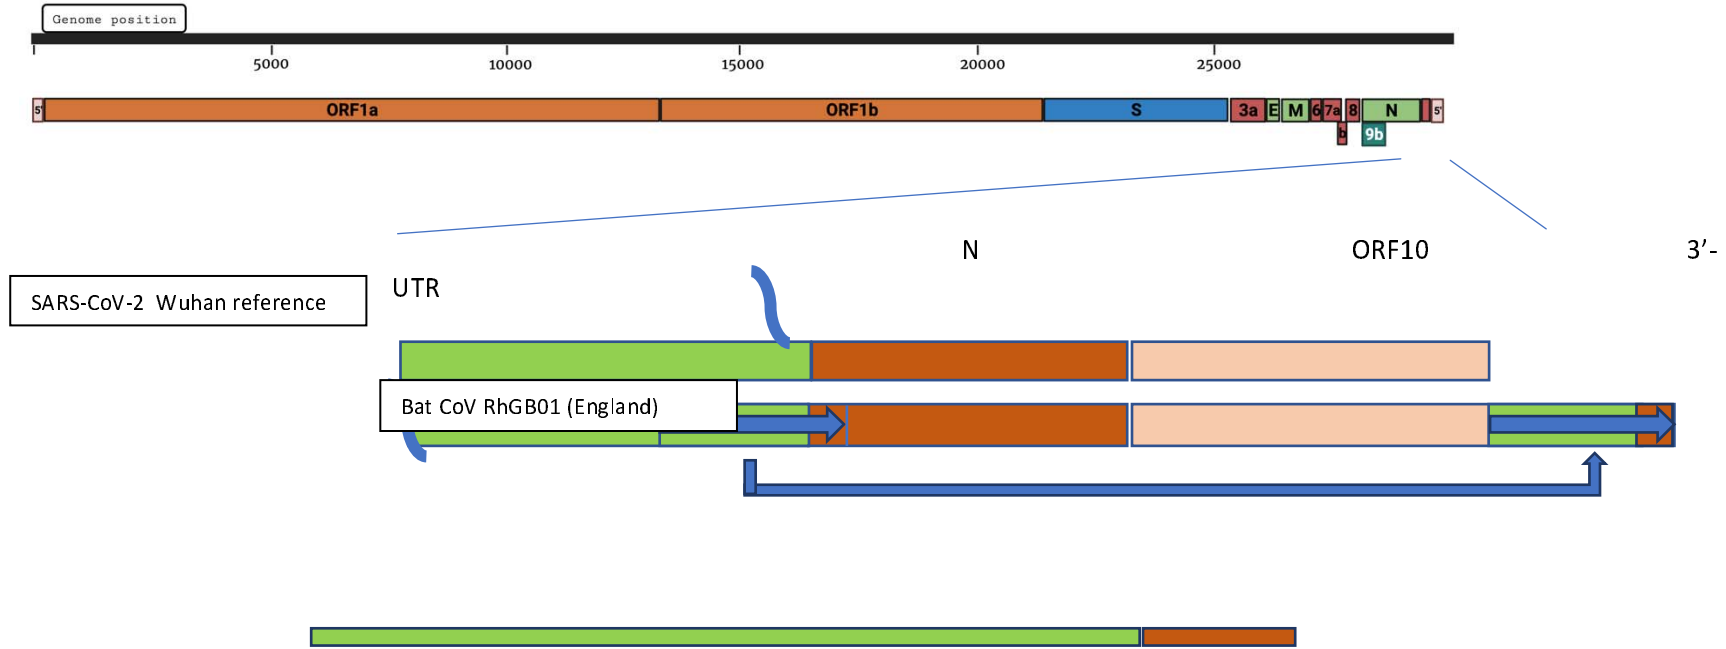 Genome position
5000 10000 15000 20000 25000
5' ORF1a ORF1b S 3a E M 6 7a 8 N 5'
b 9b
N ORF10 3’-
UTR
SARS-CoV-2 Wuhan reference
Bat CoV RhGB01 (England)